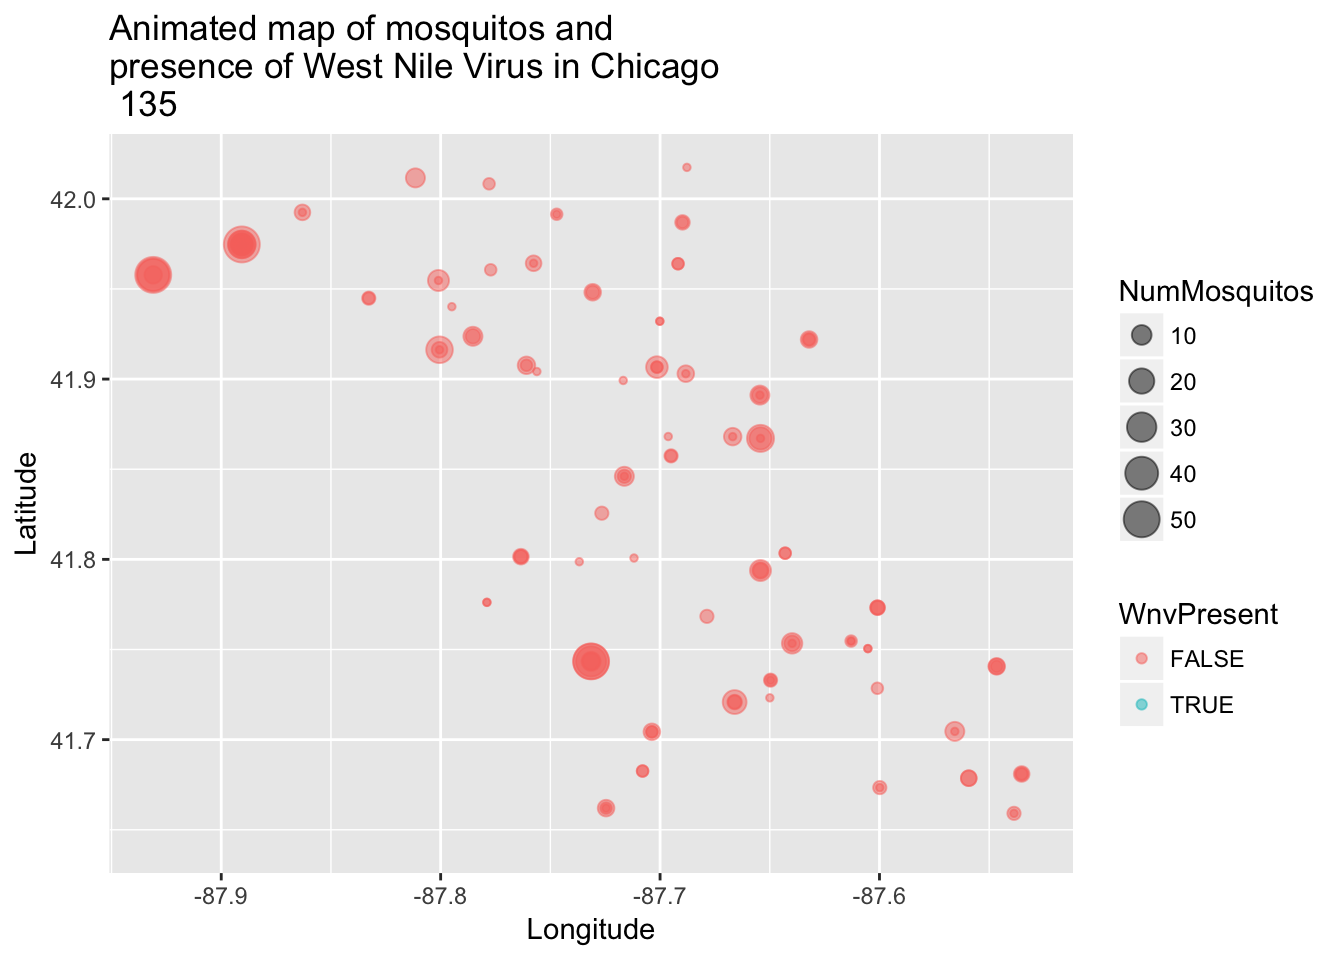 Animated map of mosquitos and
presence of West Nile Virus in Chicago
135
42.0
41.9
41.8
41.7
Latitude
-87.9
-87.8
-87.7
-87.6
Longitude
NumMosquitos
10
20
30
40
50
WnvPresent
FALSE
TRUE